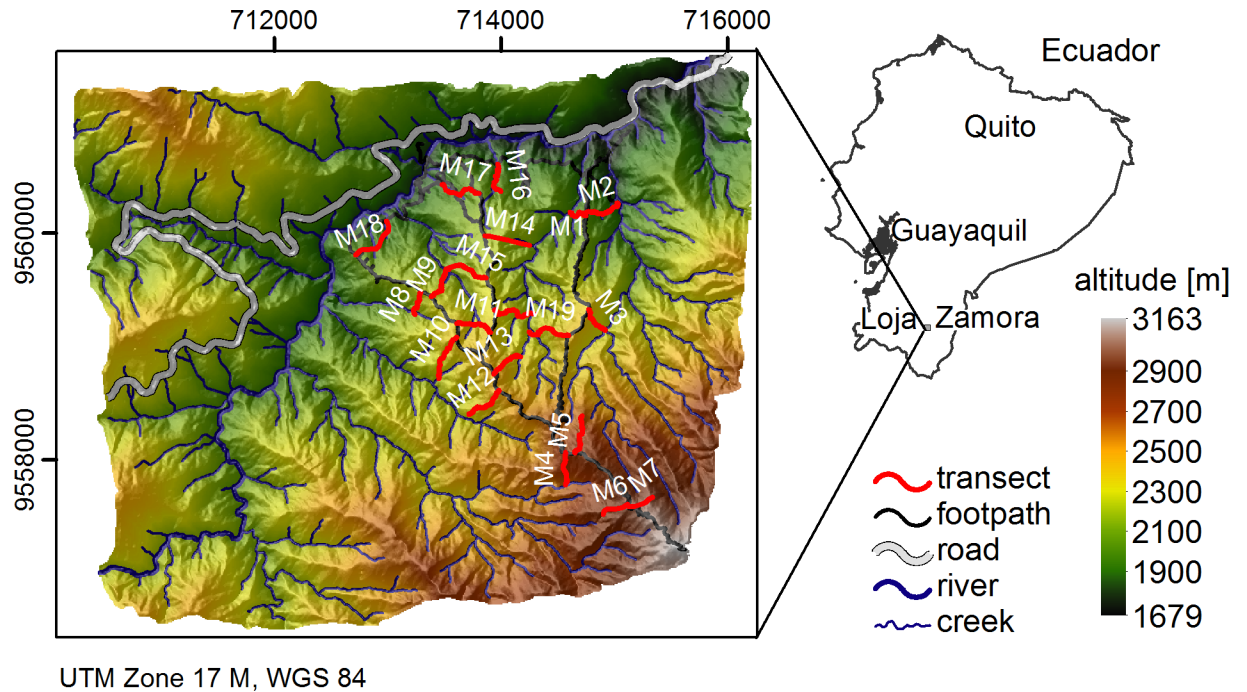 712000 714000 716000
9560000
9558000
M17
M16
M2
M1
M14
M18
M15
M9
M8
M11
M19
M3
M10
M13
M12
M5
M4
M6
M7
Ecuador
Quito
Guayaquil
Loja
Zamora
altitude [m]
3163
2900
2700
2500
2300
2100
1900
1679
transect
footpath
road
river
creek
UTM Zone 17 M, WGS 84